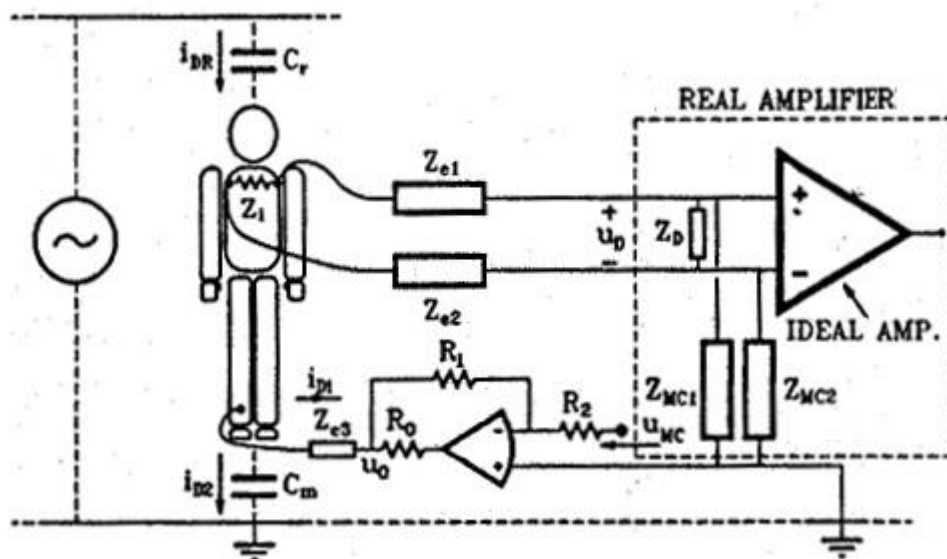 i_DR
C_r
REAL AMPLIFIER
Z_e1
Z_1
+
u_D
−
Z_D
+
−
Z_e2
IDEAL AMP.
R_1
i_D1
Z_e3
R_0
R_2
u_MC
Z_MC1
Z_MC2
-
+
u_0
i_D2
C_m